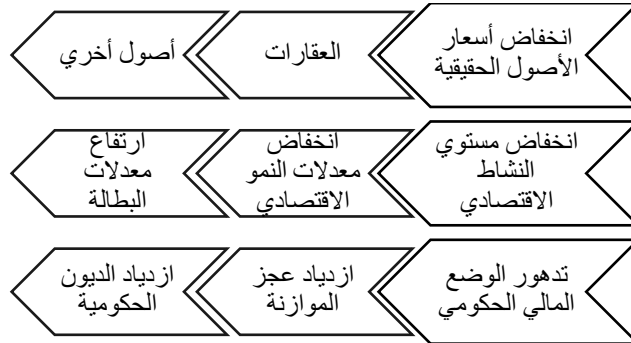 انخفاض أسعار
الأصول الحقيقية
العقارات
أصول أخري
انخفاض مستوي
النشاط
الاقتصادي
انخفاض
معدلات النمو
الاقتصادي
ارتفاع
معدلات
البطالة
تدهور الوضع
المالي الحكومي
ازدياد عجز
الموازنة
ازدياد الديون
الحكومية